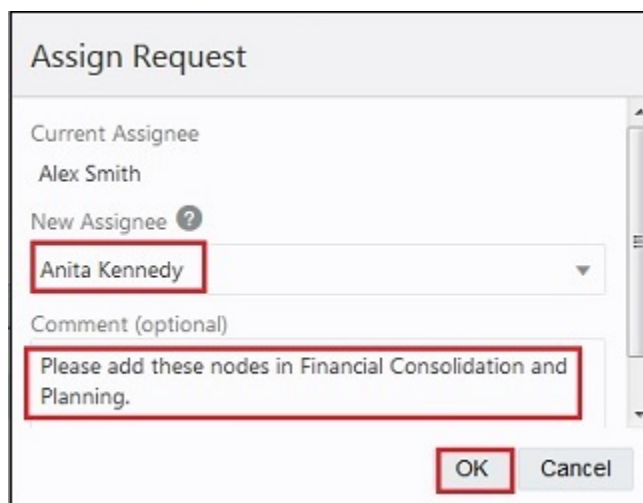 Assign Request
Current Assignee
Alex Smith
New Assignee ?
Anita Kennedy
Comment (optional)
Please add these nodes in Financial Consolidation and
Planning.
OK Cancel